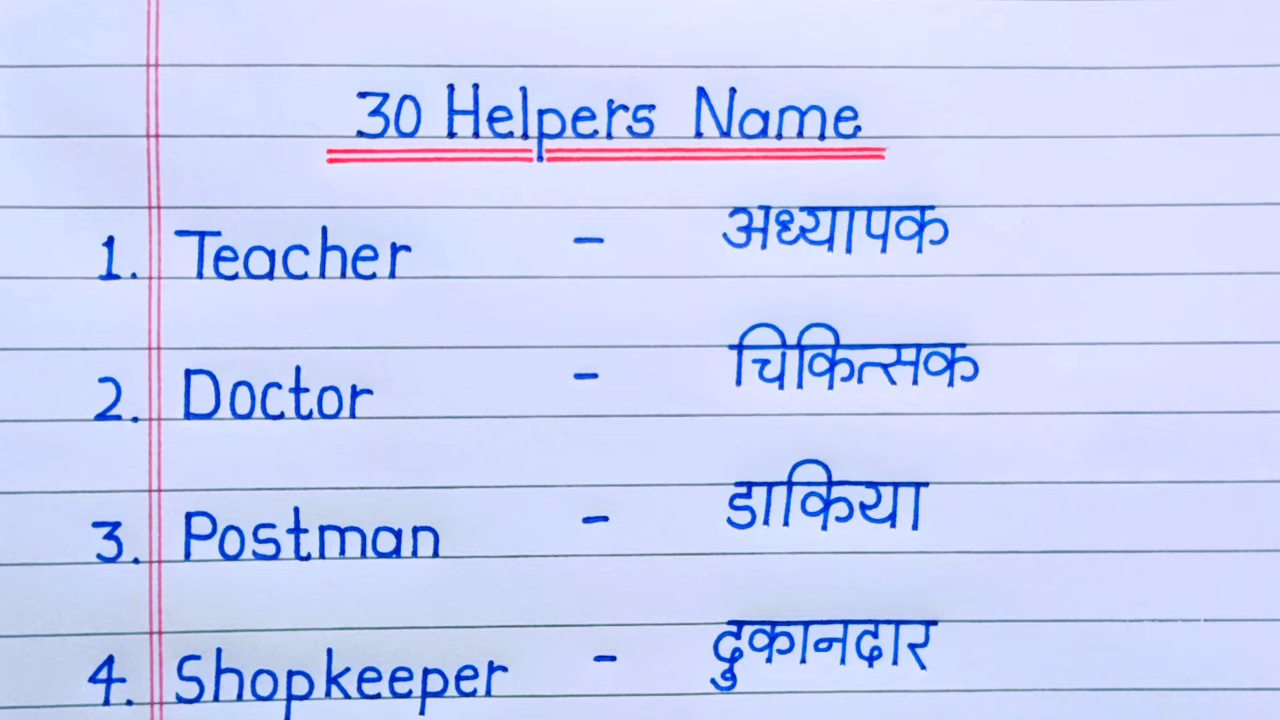 30 Helpers Name
1. Teacher - अध्यापक
2. Doctor - चिकित्सक
3. Postman - डाकिया
4. Shopkeeper - दुकानदार